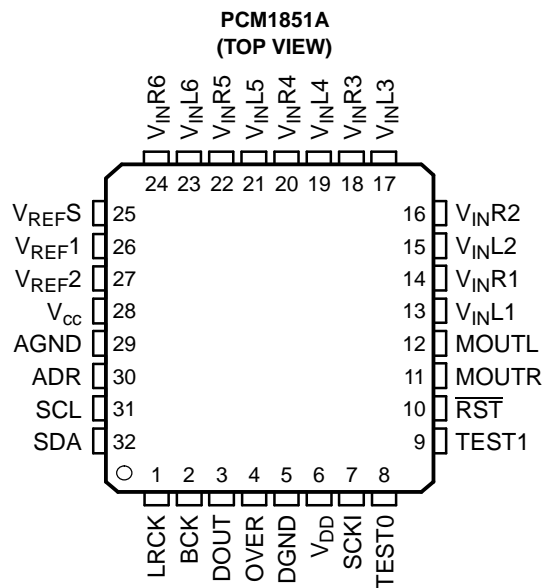 PCM1851A
(TOP VIEW)
VINR6
VINL6
VINR5
VINL5
VINR4
VINL4
VINR3
VINL3
24 23 22 21 20 19 18 17
VREFS 25 16 VINR2
VREF1 26 15 VINL2
VREF2 27 14 VINR1
Vcc 28 13 VINL1
AGND 29 12 MOUTL
ADR 30 11 MOUTR
SCL 31 10 RST
SDA 32 9 TEST1
1 2 3 4 5 6 7 8
LRCK
BCK
DOUT
OVER
DGND
VDD
SCKI
TEST0